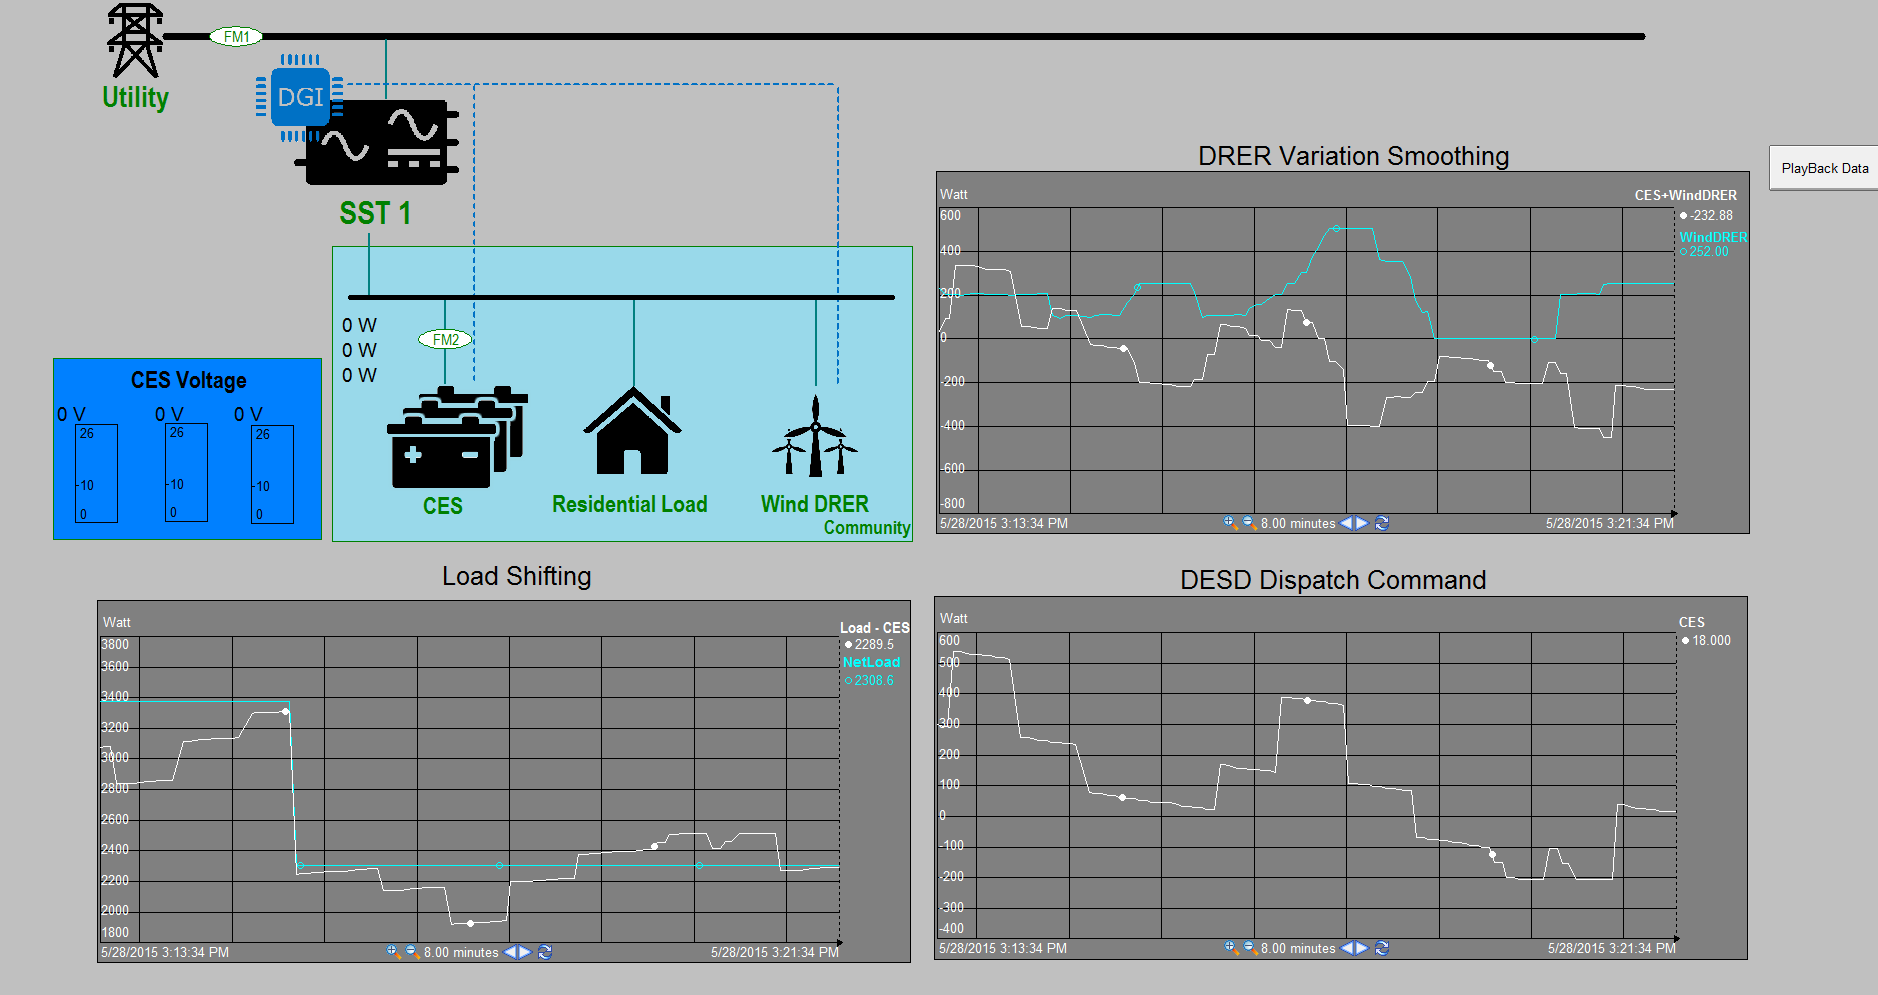 FM1
DGI
Utility
SST 1
0 W
0 W
0 W
FM2
CES
Residential Load
Wind DRER
Community
CES Voltage
0 V
0 V
0 V
26
-10
0
26
-10
0
26
-10
0
DRER Variation Smoothing
PlayBack Data
Watt
CES+WindDRER
-232.88
WindDRER
252.00
600
400
200
0
-200
-400
-600
-800
5/28/2015 3:13:34 PM
8.00 minutes
5/28/2015 3:21:34 PM
Load Shifting
Watt
Load - CES
2289.5
NetLoad
2308.6
3800
3600
3400
3200
3000
2800
2600
2400
2200
2000
1800
5/28/2015 3:13:34 PM
8.00 minutes
5/28/2015 3:21:34 PM
DESD Dispatch Command
Watt
CES
18.000
600
500
400
300
200
100
0
-100
-200
-300
-400
5/28/2015 3:13:34 PM
8.00 minutes
5/28/2015 3:21:34 PM